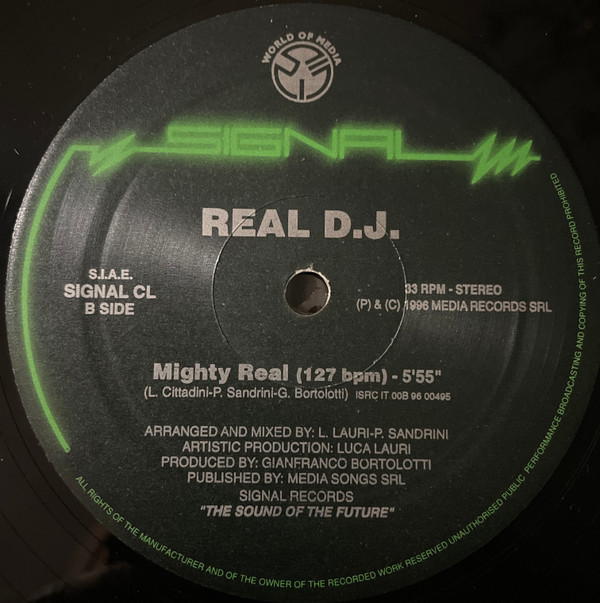 WORLD OF MEDIA
SIGNAL
REAL D.J.
S.I.A.E.
SIGNAL CL
B SIDE
33 RPM - STEREO
(P) & (C) 1996 MEDIA RECORDS SRL
Mighty Real (127 bpm) - 5'55"
(L. Cittadini-P. Sandrini-G. Bortolotti) ISRC IT 00B 96 00495
ARRANGED AND MIXED BY: L. LAURI-P. SANDRINI
ARTISTIC PRODUCTION: LUCA LAURI
PRODUCED BY: GIANFRANCO BORTOLOTTI
PUBLISHED BY: MEDIA SONGS SRL
SIGNAL RECORDS
"THE SOUND OF THE FUTURE"
ALL RIGHTS OF THE MANUFACTURER AND OF THE OWNER OF THE RECORDED WORK RESERVED UNAUTHORISED PUBLIC PERFORMANCE BROADCASTING AND COPYING OF THIS RECORD PROHIBITED